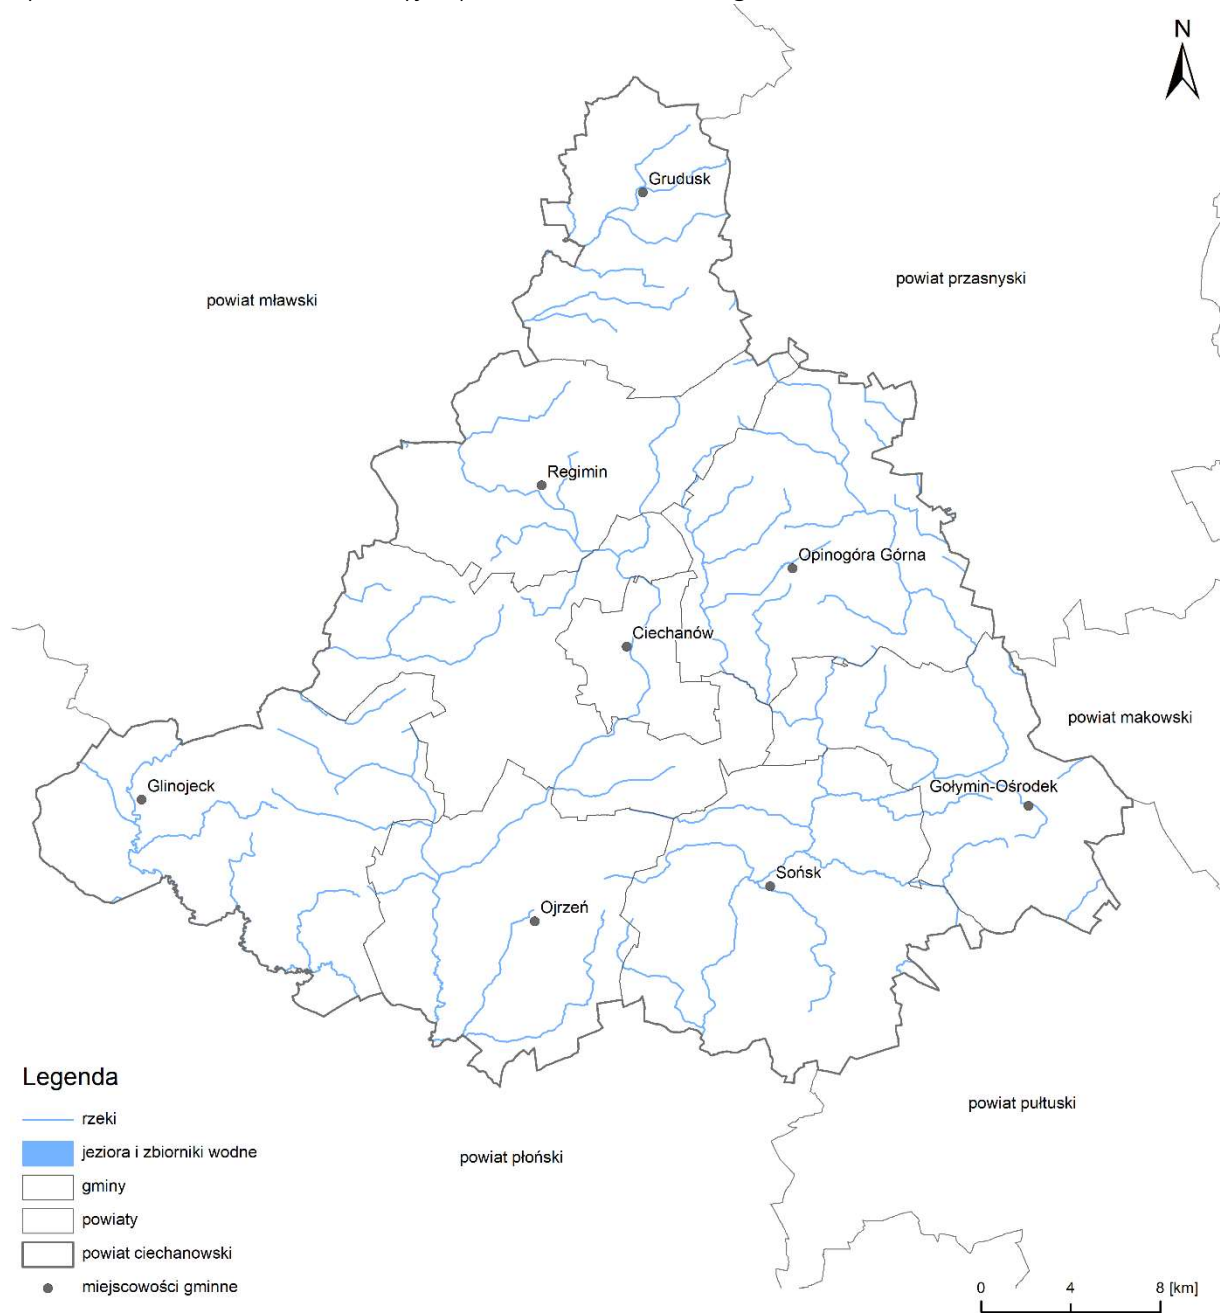 N
Grudusk
powiat przasnyski
powiat mławski
Regimin
Opinogóra Górna
Ciechanów
powiat makowski
Glinojeck
Gołymin-Ośrodek
Sońsk
Ojrzeń
Legenda
rzeki
jeziora i zbiorniki wodne
gminy
powiaty
powiat ciechanowski
miejscowości gminne
powiat pułtuski
powiat płoński
0 4 8 [km]